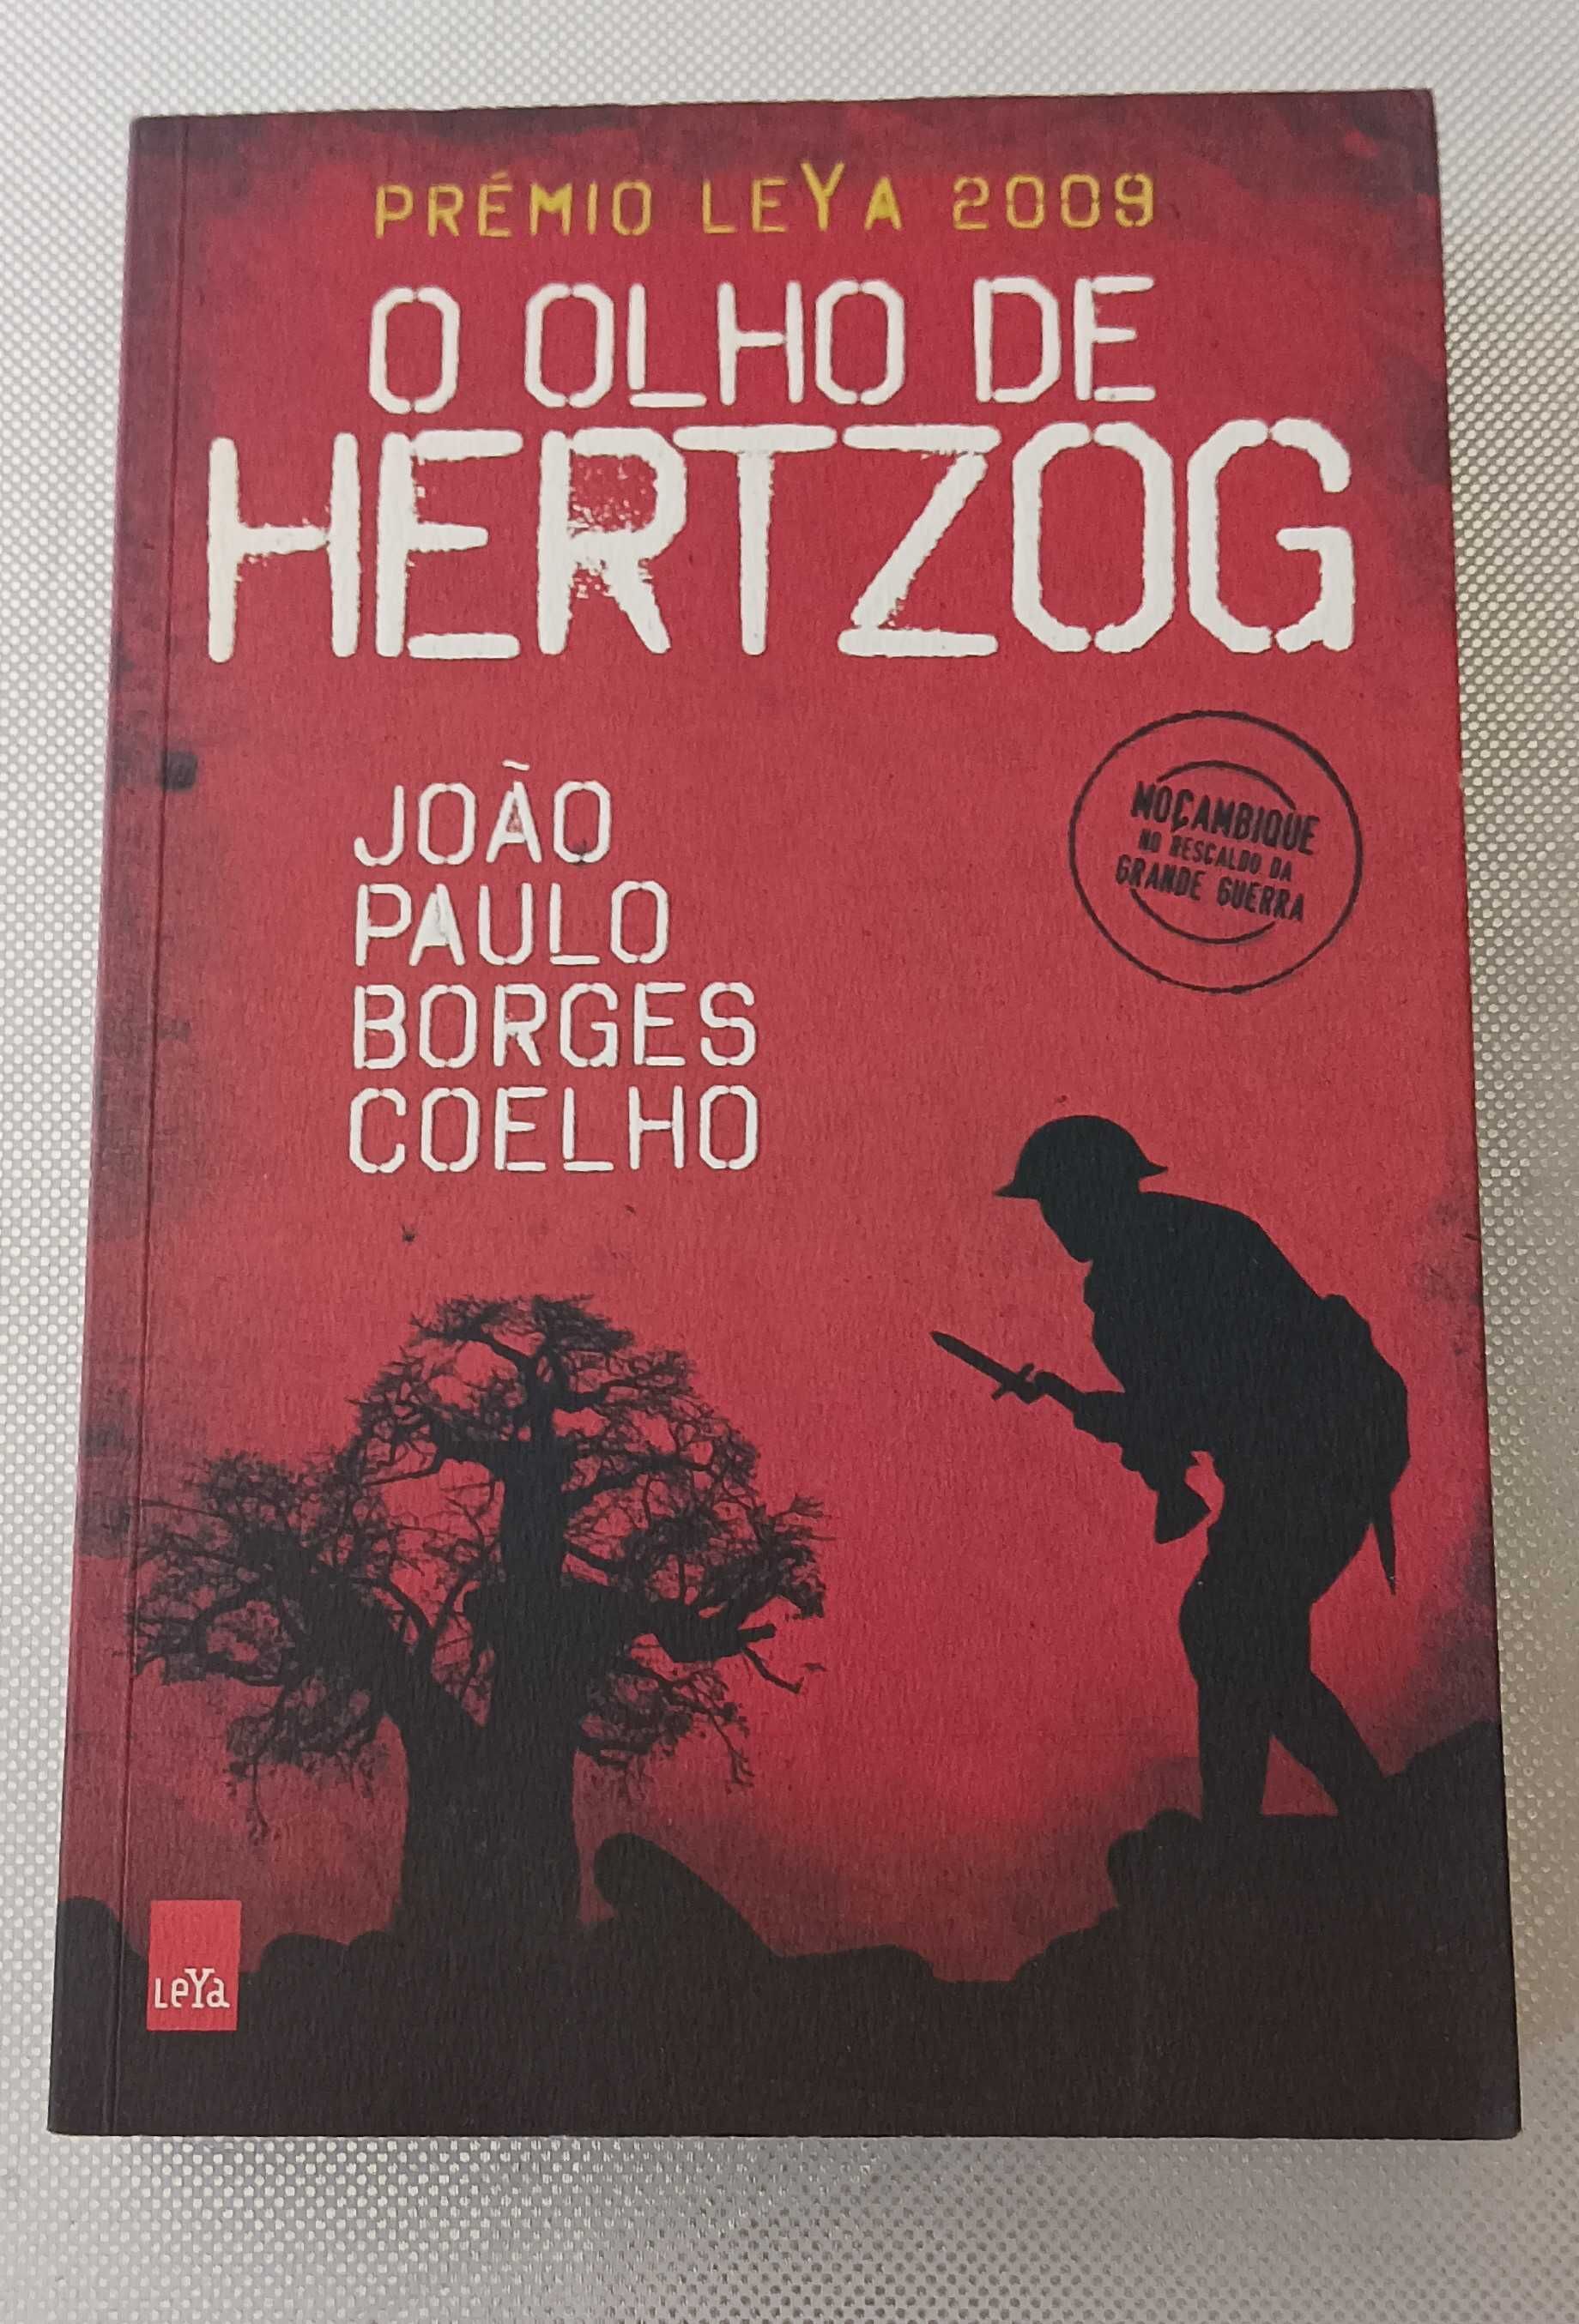 PRÉMIO LEYA 2009
O OLHO DE
HERTZOG
JOÃO
PAULO
BORGES
COELHO
MOÇAMBIQUE
NO RESCALDO DA
GRANDE GUERRA
LeYa